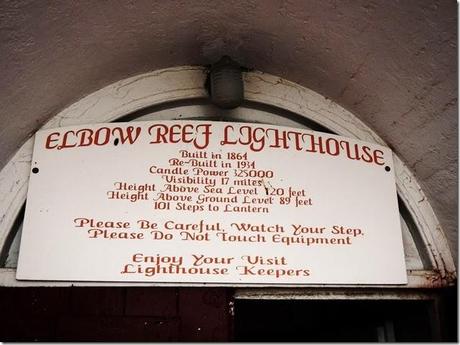 ELBOW REEF LIGHTHOUSE
Built in 1864
Re-Built in 1934
Candle Power 325000
Visibility 17 miles
Height Above Sea Level 120 feet
Height Above Ground Level 89 feet
101 Steps to Lantern
Please Be Careful, Watch Your Step.
Please Do Not Touch Equipment
Enjoy Your Visit
Lighthouse Keepers